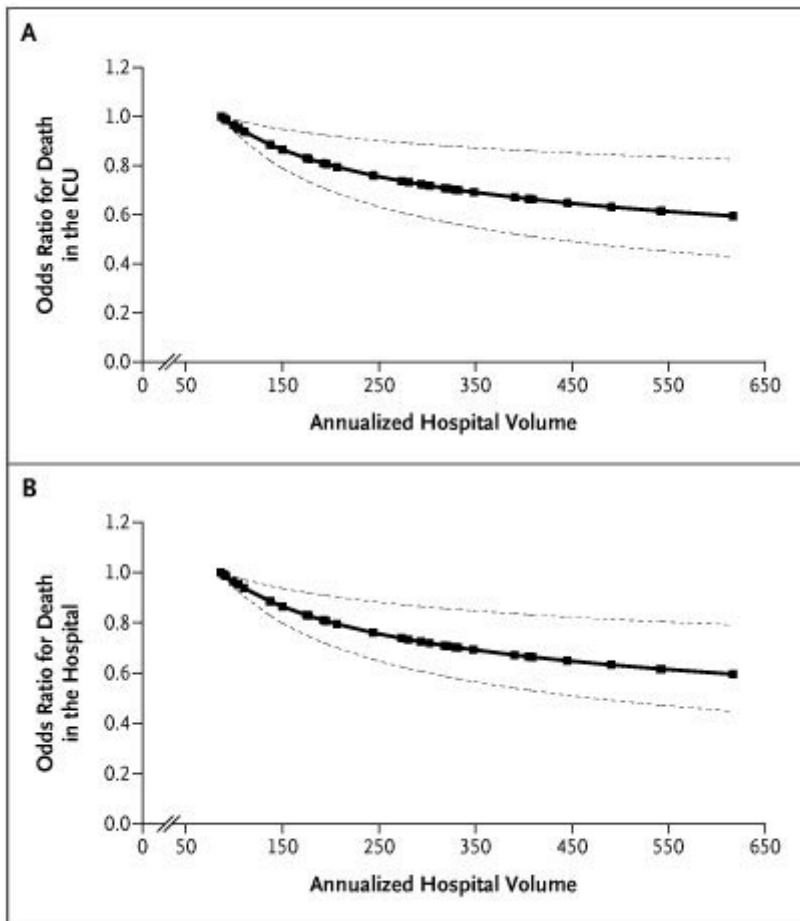 A
1.2
1.0
0.8
0.6
0.4
0.2
0.0
Odds Ratio for Death
in the ICU
0 50 150 250 350 450 550 650
Annualized Hospital Volume
B
1.2
1.0
0.8
0.6
0.4
0.2
0.0
Odds Ratio for Death
in the Hospital
0 50 150 250 350 450 550 650
Annualized Hospital Volume